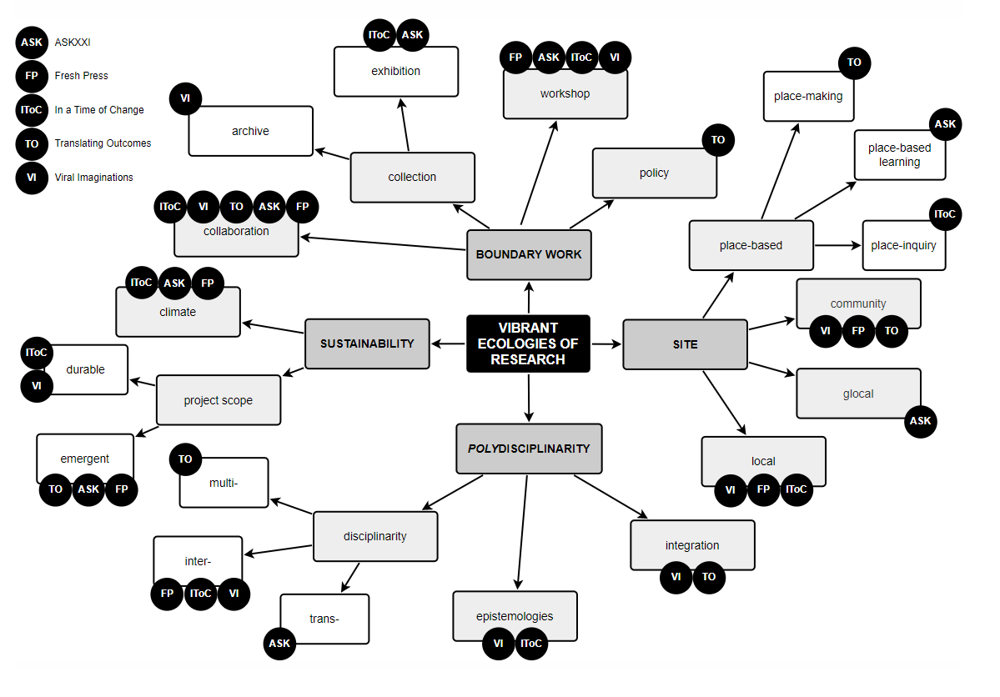 ASK ASKXXI
FP Fresh Press
IToC In a Time of Change
TO Translating Outcomes
VI Viral Imaginations
IToC ASK
exhibition
VI
archive
collection
FP ASK IToC VI
workshop
TO
policy
IToC VI TO ASK FP
collaboration
BOUNDARY WORK
TO
place-making
ASK
place-based
learning
IToC
place-inquiry
place-based
community
VI FP TO
glocal
ASK
local
VI FP IToC
SITE
VIBRANT
ECOLOGIES OF
RESEARCH
SUSTAINABILITY
IToC ASK FP
climate
project scope
IToC
VI
durable
emergent
TO ASK FP
POLYDISCIPLINARITY
disciplinarity
TO
multi-
inter-
FP IToC VI
trans-
ASK
epistemologies
VI IToC
integration
VI TO